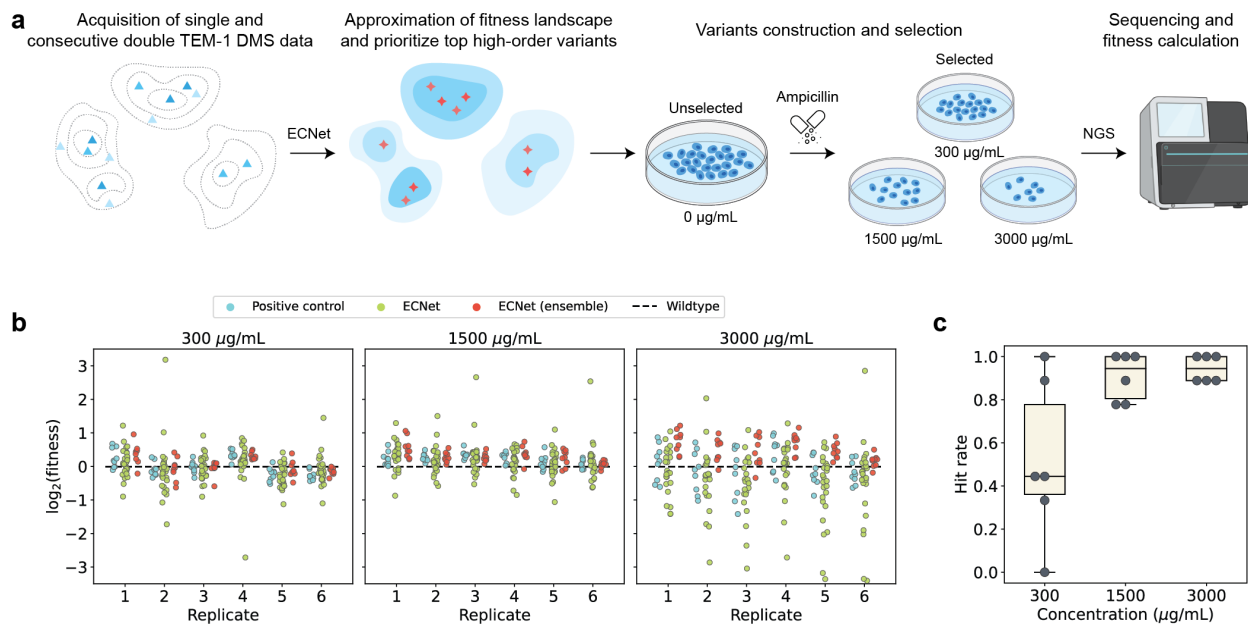 a
Acquisition of single and
consecutive double TEM-1 DMS data
Approximation of fitness landscape
and prioritize top high-order variants
Variants construction and selection
Sequencing and
fitness calculation
ECNet
Unselected
0 µg/mL
Ampicillin
Selected
300 µg/mL
1500 µg/mL
3000 µg/mL
NGS
Positive control ECNet ECNet (ensemble) Wildtype
b
300 µg/mL
1500 µg/mL
3000 µg/mL
log2(fitness)
3
2
1
0
−1
−2
−3
1 2 3 4 5 6
Replicate
1 2 3 4 5 6
Replicate
1 2 3 4 5 6
Replicate
c
Hit rate
1.0
0.8
0.6
0.4
0.2
0.0
300 1500 3000
Concentration (µg/mL)